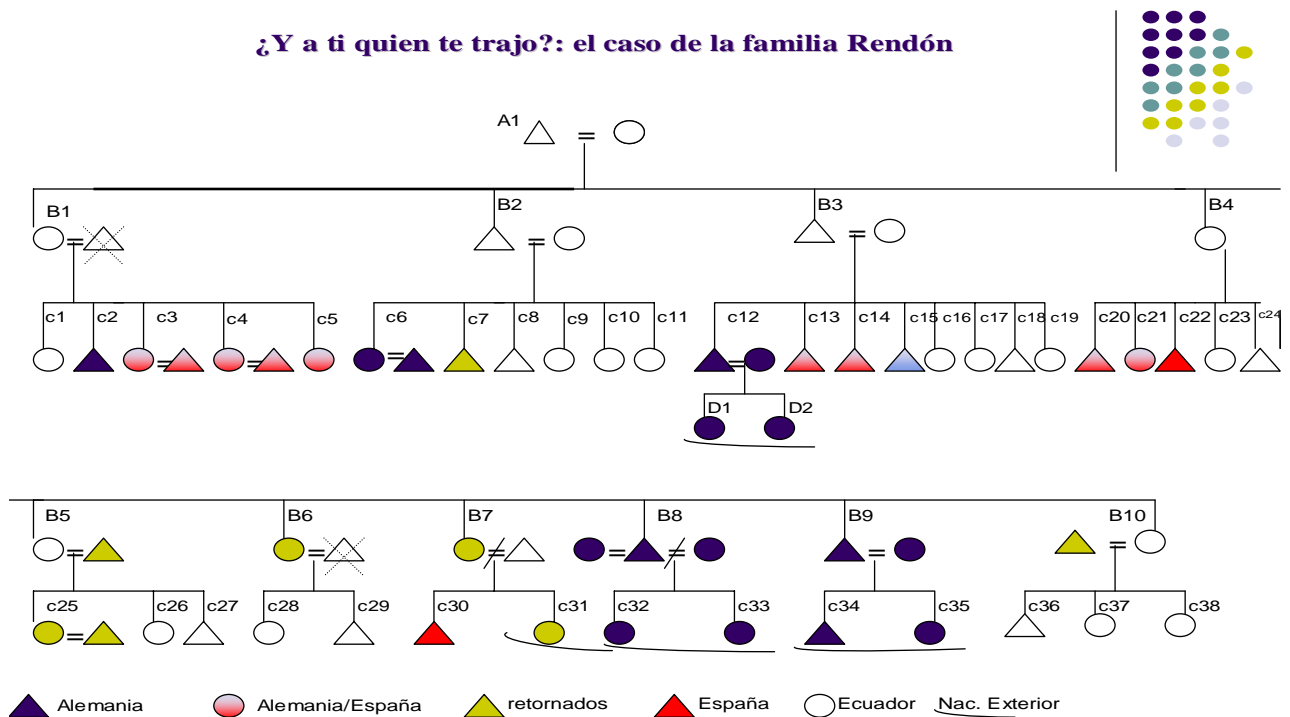 ¿Y a ti quien te trajo?: el caso de la familia Rendón
A1
=
B1 B2 B3 B4
= = =
c1 c2 c3 c4 c5 c6 c7 c8 c9 c10 c11 c12 c13 c14 c15 c16 c17 c18 c19 c20 c21 c22 c23 c24
= = = =
D1 D2
B5 B6 B7 B8 B9 B10
= = = = = = =
c25 c26 c27 c28 c29 c30 c31 c32 c33 c34 c35 c36 c37 c38
=
Alemania Alemania/España retornados España Ecuador Nac. Exterior